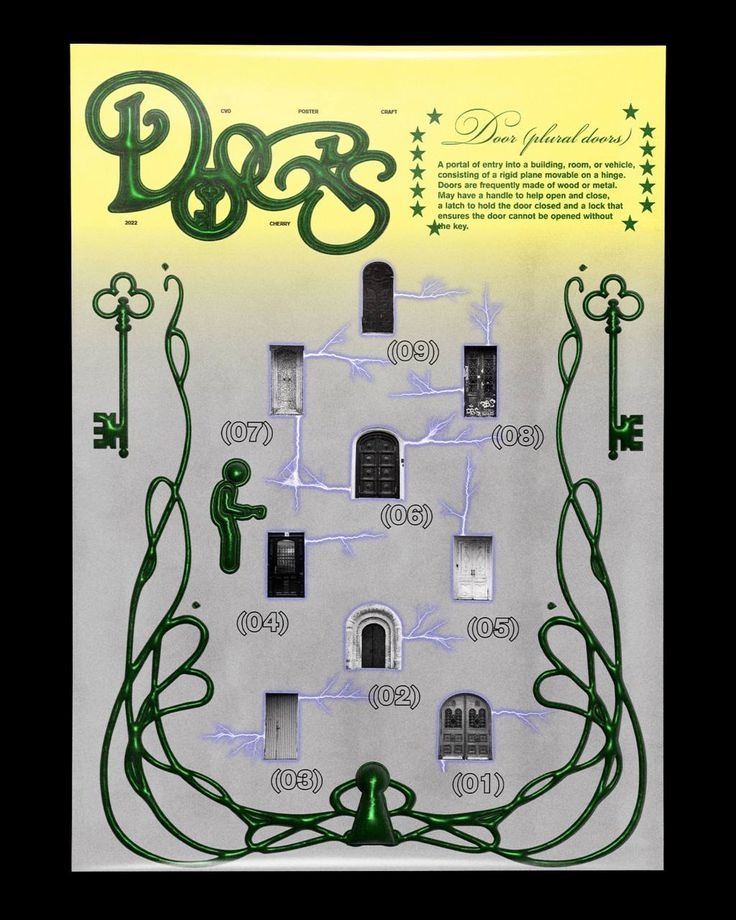 Doors
CVD
POSTER
CRAFT
2022
CHERRY
Door (plural doors)
A portal of entry into a building, room, or vehicle,
consisting of a rigid plane movable on a hinge.
Doors are frequently made of wood or metal.
May have a handle to help open and close,
a latch to hold the door closed and a lock that
ensures the door cannot be opened without
the key.
(09)
(07)
(08)
(06)
(04)
(05)
(02)
(03)
(01)